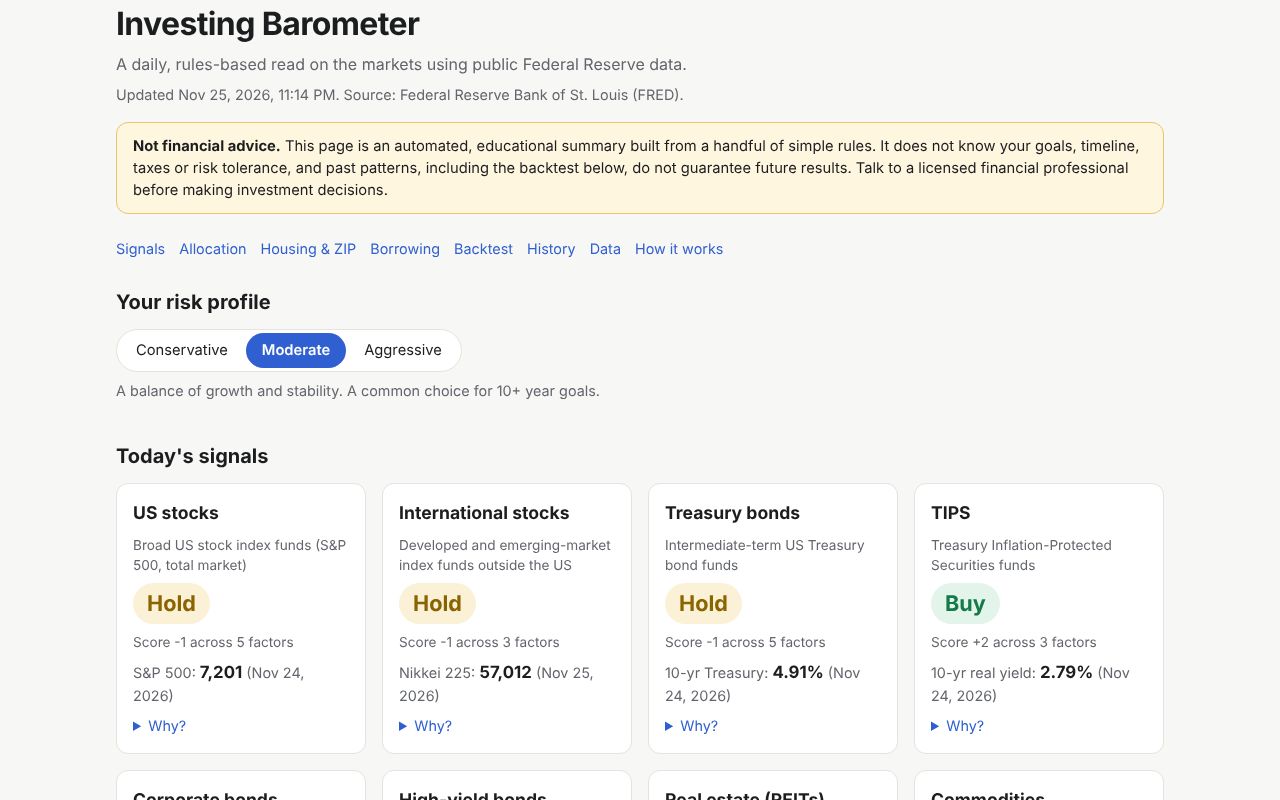 Investing Barometer
A daily, rules-based read on the markets using public Federal Reserve data.
Updated Nov 25, 2026, 11:14 PM. Source: Federal Reserve Bank of St. Louis (FRED).
Not financial advice. This page is an automated, educational summary built from a handful of simple rules. It does not know your goals, timeline,
taxes or risk tolerance, and past patterns, including the backtest below, do not guarantee future results. Talk to a licensed financial professional
before making investment decisions.
Signals Allocation Housing & ZIP Borrowing Backtest History Data How it works
Your risk profile
Conservative Moderate Aggressive
A balance of growth and stability. A common choice for 10+ year goals.
Today's signals
US stocks
Broad US stock index funds (S&P
500, total market)
Hold
Score -1 across 5 factors
S&P 500: 7,201 (Nov 24,
2026)
Why?
International stocks
Developed and emerging-market
index funds outside the US
Hold
Score -1 across 3 factors
Nikkei 225: 57,012 (Nov 25,
2026)
Why?
Treasury bonds
Intermediate-term US Treasury
bond funds
Hold
Score -1 across 5 factors
10-yr Treasury: 4.91% (Nov
24, 2026)
Why?
TIPS
Treasury Inflation-Protected
Securities funds
Buy
Score +2 across 3 factors
10-yr real yield: 2.79% (Nov
24, 2026)
Why?
Corporate bonds
High-yield bonds
Real estate (REITs)
Commodities